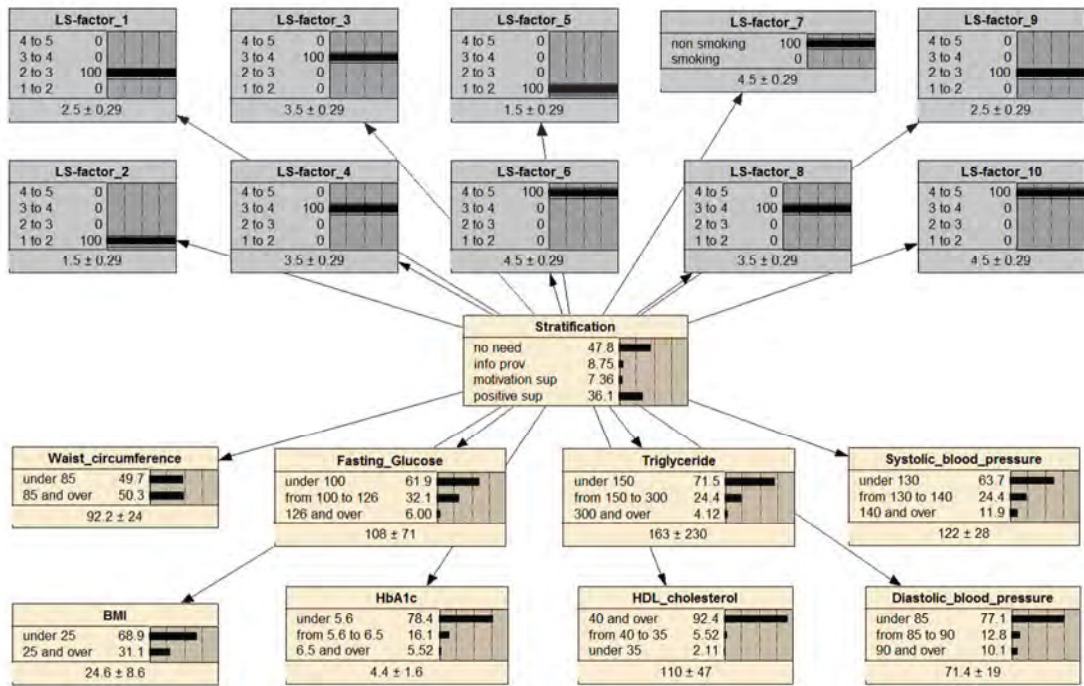 LS-factor_1
4 to 5 0
3 to 4 0
2 to 3 100
1 to 2 0
2.5 ± 0.29
LS-factor_3
4 to 5 0
3 to 4 100
2 to 3 0
1 to 2 0
3.5 ± 0.29
LS-factor_5
4 to 5 0
3 to 4 0
2 to 3 0
1 to 2 100
1.5 ± 0.29
LS-factor_7
non smoking 100
smoking 0
4.5 ± 0.29
LS-factor_9
4 to 5 0
3 to 4 0
2 to 3 100
1 to 2 0
2.5 ± 0.29
LS-factor_2
4 to 5 0
3 to 4 0
2 to 3 0
1 to 2 100
1.5 ± 0.29
LS-factor_4
4 to 5 0
3 to 4 100
2 to 3 0
1 to 2 0
3.5 ± 0.29
LS-factor_6
4 to 5 100
3 to 4 0
2 to 3 0
1 to 2 0
4.5 ± 0.29
LS-factor_8
4 to 5 0
3 to 4 100
2 to 3 0
1 to 2 0
3.5 ± 0.29
LS-factor_10
4 to 5 100
3 to 4 0
2 to 3 0
1 to 2 0
4.5 ± 0.29
Stratification
no need 47.8
info prov 8.75
motivation sup 7.36
positive sup 36.1
Waist_circumference
under 85 49.7
85 and over 50.3
92.2 ± 24
Fasting_Glucose
under 100 61.9
from 100 to 126 32.1
126 and over 6.00
108 ± 71
Triglyceride
under 150 71.5
from 150 to 300 24.4
300 and over 4.12
163 ± 230
Systolic_blood_pressure
under 130 63.7
from 130 to 140 24.4
140 and over 11.9
122 ± 28
BMI
under 25 68.9
25 and over 31.1
24.6 ± 8.6
HbA1c
under 5.6 78.4
from 5.6 to 6.5 16.1
6.5 and over 5.52
4.4 ± 1.6
HDL_cholesterol
40 and over 92.4
from 40 to 35 5.52
under 35 2.11
110 ± 47
Diastolic_blood_pressure
under 85 77.1
from 85 to 90 12.8
90 and over 10.1
71.4 ± 19